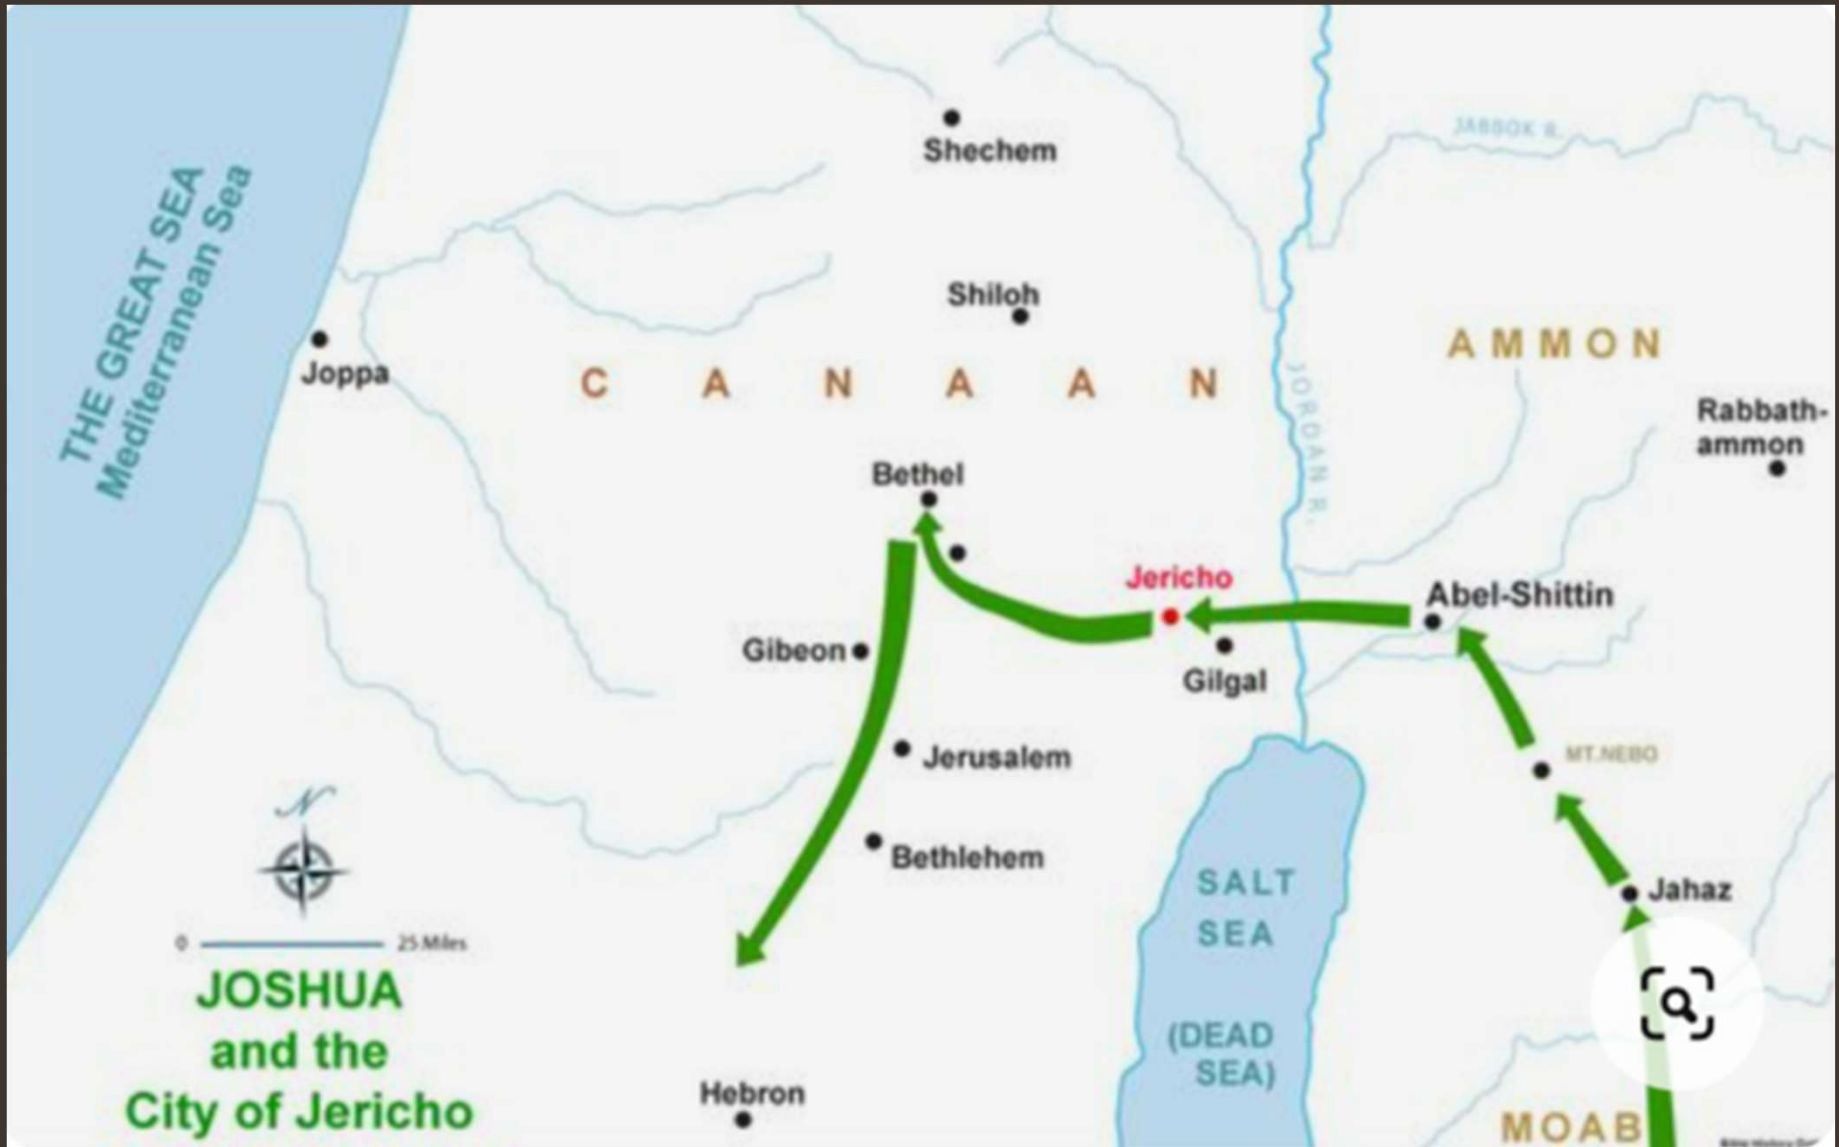 THE GREAT SEA
Mediterranean Sea
Shechem
JABBOK R.
Shiloh
Joppa
CANAAN
AMMON
JORDAN R.
Rabbath-
ammon
Bethel
Jericho
Abel-Shittin
Gibeon
Gilgal
Jerusalem
MT.NEBO
Bethlehem
N
SALT
SEA
Jahaz
0 25 Miles
JOSHUA
and the
City of Jericho
(DEAD
SEA)
Hebron
MOAB